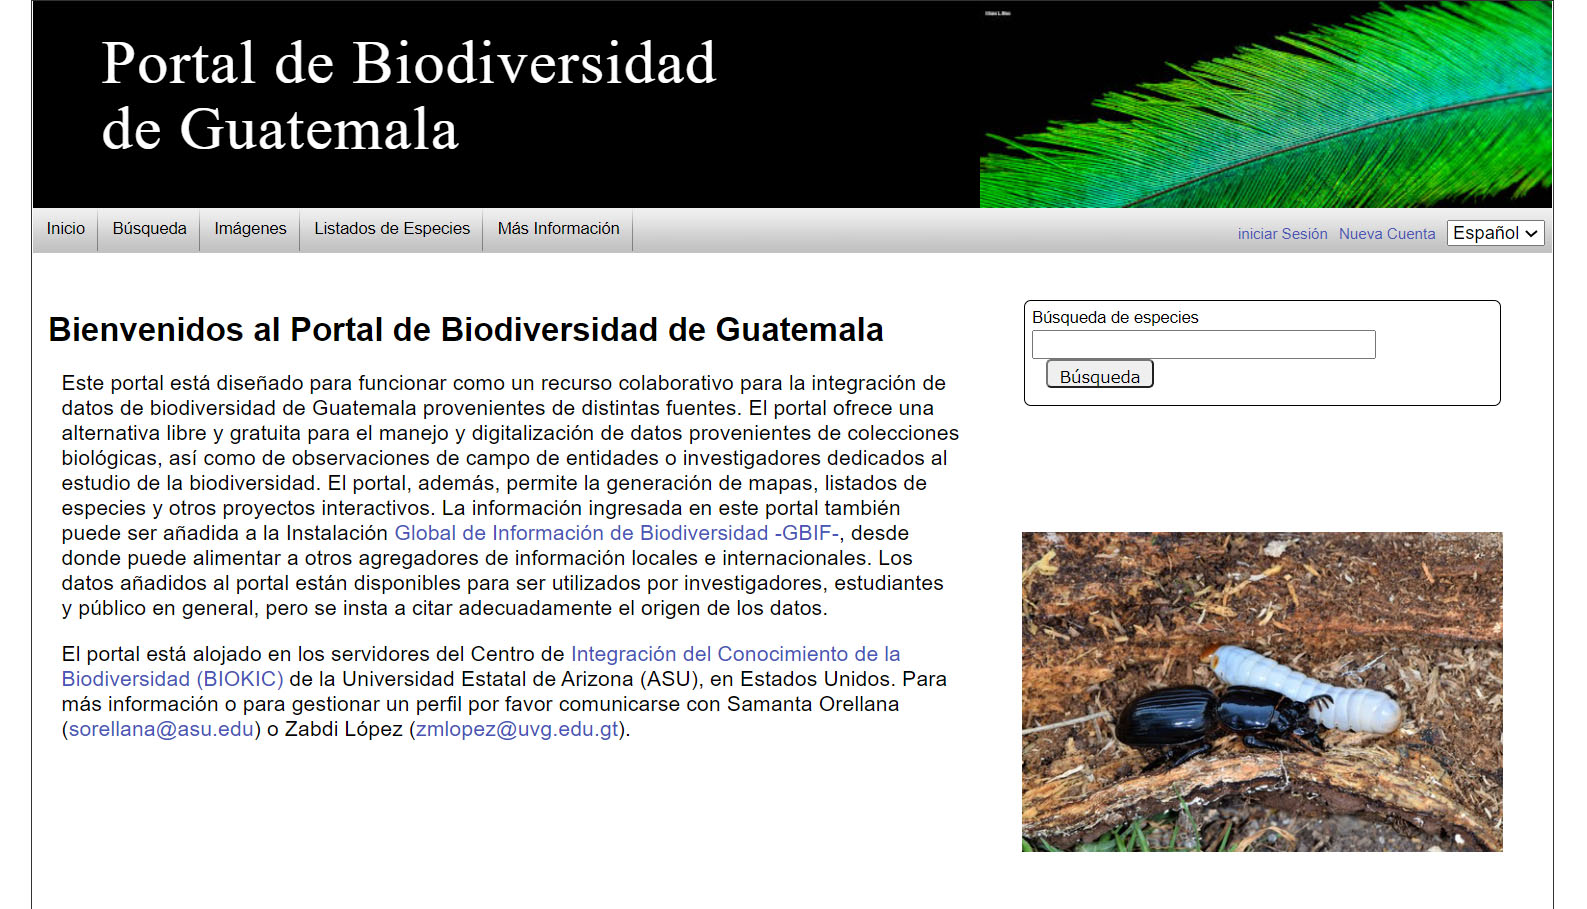 Portal de Biodiversidad
de Guatemala
Inicio
Búsqueda
Imágenes
Listados de Especies
Más Información
iniciar Sesión
Nueva Cuenta
Español
Bienvenidos al Portal de Biodiversidad de Guatemala
Este portal está diseñado para funcionar como un recurso colaborativo para la integración de
datos de biodiversidad de Guatemala provenientes de distintas fuentes. El portal ofrece una
alternativa libre y gratuita para el manejo y digitalización de datos provenientes de colecciones
biológicas, así como de observaciones de campo de entidades o investigadores dedicados al
estudio de la biodiversidad. El portal, además, permite la generación de mapas, listados de
especies y otros proyectos interactivos. La información ingresada en este portal también
puede ser añadida a la Instalación Global de Información de Biodiversidad -GBIF-, desde
donde puede alimentar a otros agregadores de información locales e internacionales. Los
datos añadidos al portal están disponibles para ser utilizados por investigadores, estudiantes
y público en general, pero se insta a citar adecuadamente el origen de los datos.
El portal está alojado en los servidores del Centro de Integración del Conocimiento de la
Biodiversidad (BIOKIC) de la Universidad Estatal de Arizona (ASU), en Estados Unidos. Para
más información o para gestionar un perfil por favor comunicarse con Samanta Orellana
(sorellana@asu.edu) o Zabdi López (zmlopez@uvg.edu.gt).
Búsqueda de especies
Búsqueda